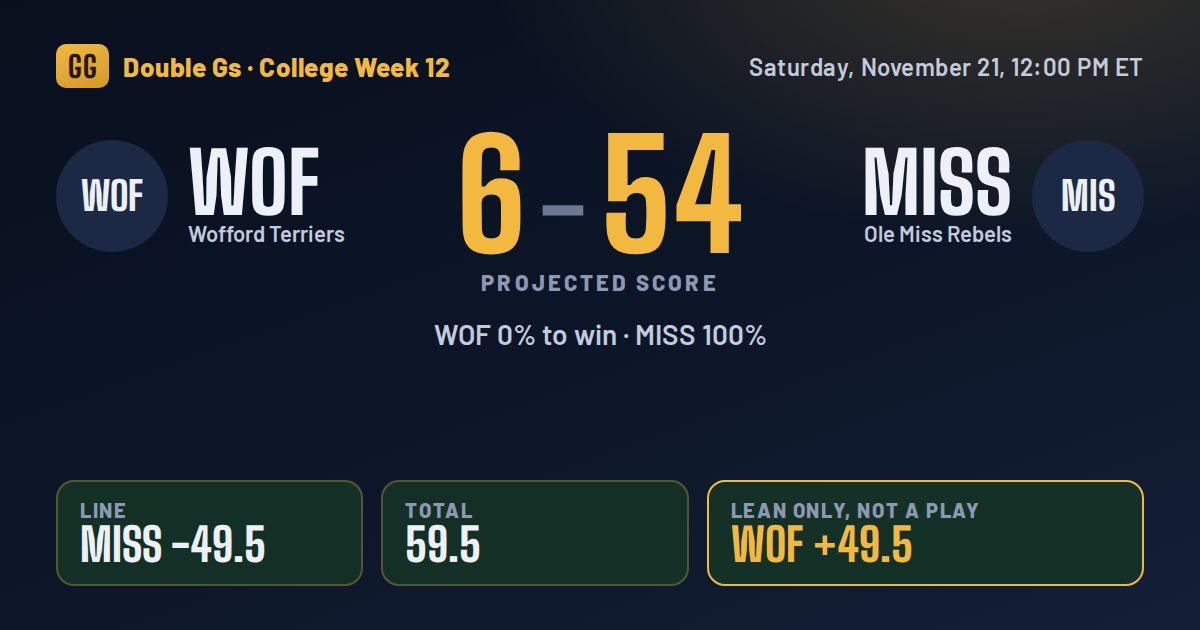 GG Double Gs · College Week 12
Saturday, November 21, 12:00 PM ET
WOF
WOF
Wofford Terriers
6 – 54
PROJECTED SCORE
WOF 0% to win · MISS 100%
MISS
Ole Miss Rebels
MIS
LINE
MISS −49.5
TOTAL
59.5
LEAN ONLY, NOT A PLAY
WOF +49.5